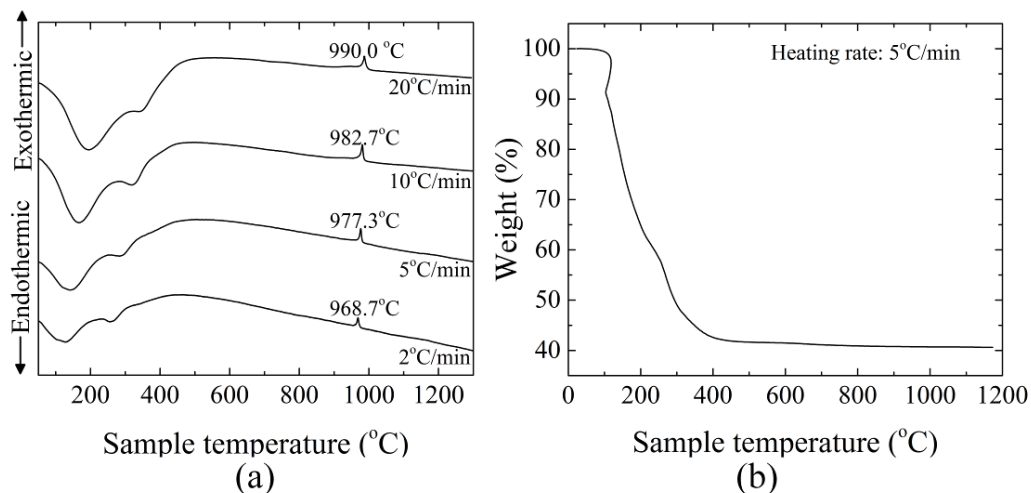 Exothermic
Endothermic
990.0 °C
20°C/min
982.7°C
10°C/min
977.3°C
5°C/min
968.7°C
2°C/min
200 400 600 800 1000 1200
Sample temperature (°C)
(a)
Heating rate: 5°C/min
Weight (%)
100
90
80
70
60
50
40
0 200 400 600 800 1000 1200
Sample temperature (°C)
(b)